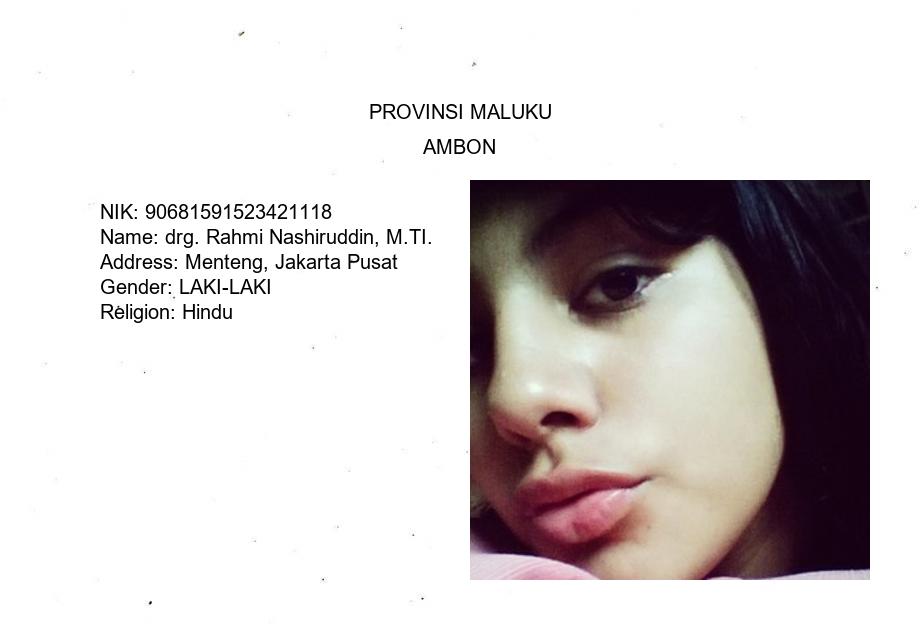 PROVINSI MALUKU
AMBON
NIK: 90681591523421118
Name: drg. Rahmi Nashiruddin, M.TI.
Address: Menteng, Jakarta Pusat
Gender: LAKI-LAKI
Religion: Hindu